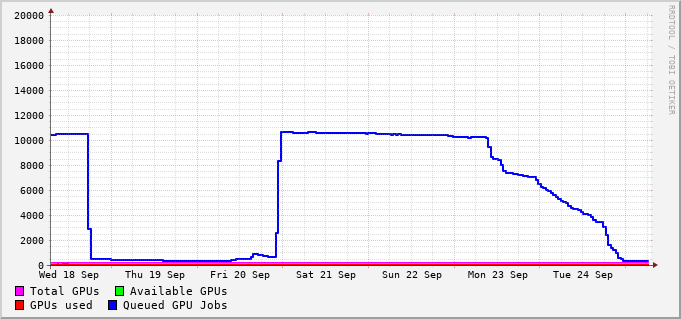 20000
18000
16000
14000
12000
10000
8000
6000
4000
2000
0
Wed 18 Sep Thu 19 Sep Fri 20 Sep Sat 21 Sep Sun 22 Sep Mon 23 Sep Tue 24 Sep
Total GPUs Available GPUs
GPUs used Queued GPU Jobs
RRDTOOL / TOBI OETIKER